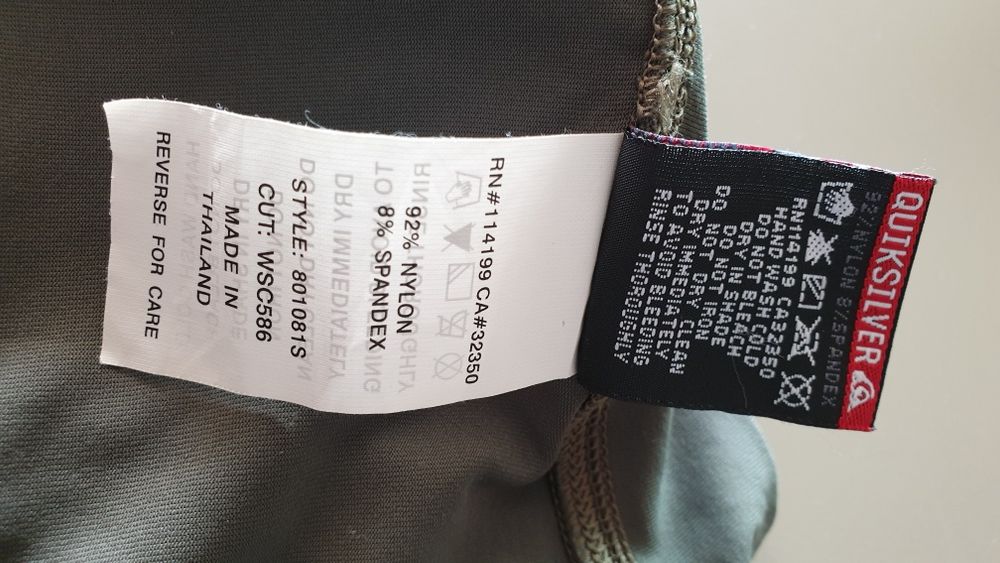 RN#114199 CA#32350
92% NYLON
8% SPANDEX
STYLE: 801081S
CUT: WSC586
MADE IN
THAILAND
REVERSE FOR CARE
QUIKSILVER
92%NYLON 8%SPANDEX
RN114199 CA32350
HAND WASH COLD
DO NOT BLEACH
DRY IN SHADE
DO NOT IRON
DO NOT DRY CLEAN
DRY IMMEDIATELY
TO AVOID BLEEDING
RINSE THOROUGHLY